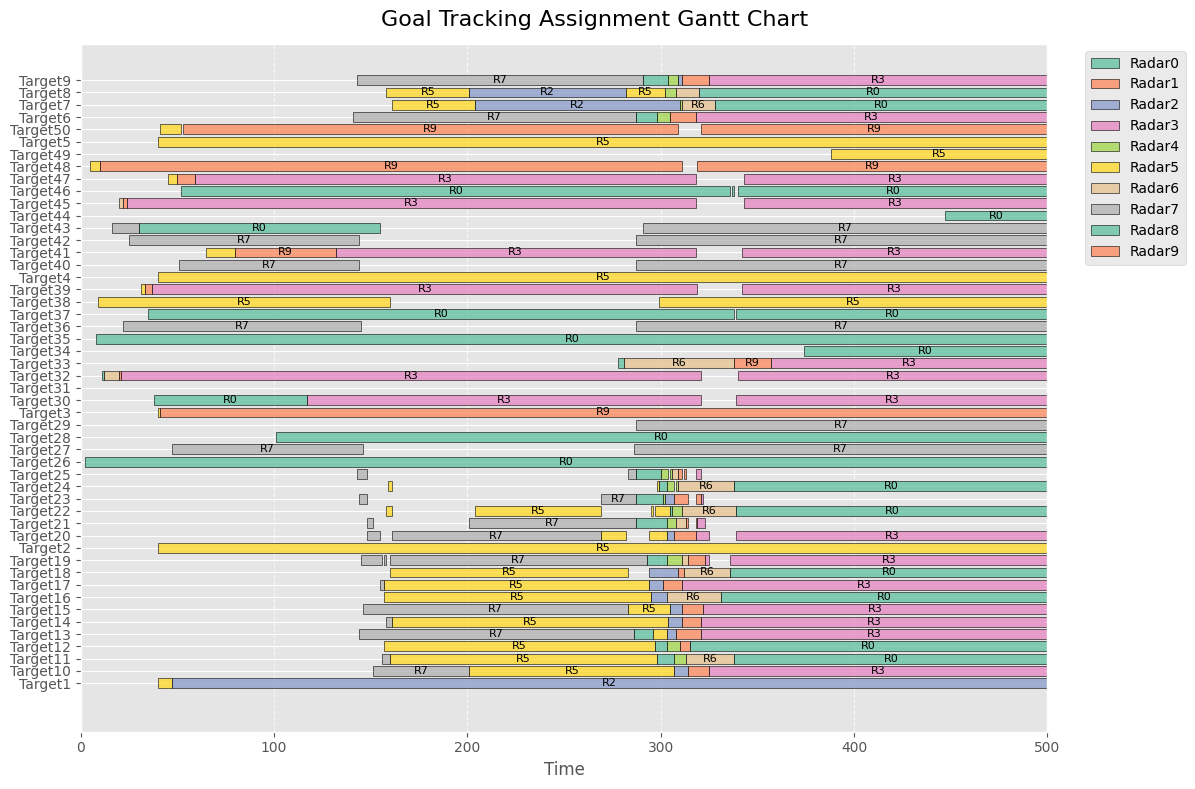 Goal Tracking Assignment Gantt Chart
Target9 R7 R3
Target8 R5 R2 R5 R0
Target7 R5 R2 R6 R0
Target6 R7 R3
Target50 R9 R9
Target5 R5
Target49 R5
Target48 R9 R9
Target47 R3 R3
Target46 R0 R0
Target45 R3 R3
Target44 R0
Target43 R0 R7
Target42 R7 R7
Target41 R9 R3 R3
Target40 R7 R7
Target4 R5
Target39 R3 R3
Target38 R5 R5
Target37 R0 R0
Target36 R7 R7
Target35 R0
Target34 R0
Target33 R6 R9 R3
Target32 R3 R3
Target31
Target30 R0 R3 R3
Target3 R9
Target29 R7
Target28 R0
Target27 R7 R7
Target26 R0
Target25
Target24 R6 R0
Target23 R7
Target22 R5 R6 R0
Target21 R7
Target20 R7 R3
Target2 R5
Target19 R7 R3
Target18 R5 R6 R0
Target17 R5 R3
Target16 R5 R6 R0
Target15 R7 R5 R3
Target14 R5 R3
Target13 R7 R3
Target12 R5 R0
Target11 R5 R6 R0
Target10 R7 R5 R3
Target1 R2
0 100 200 300 400 500
Time
Radar0
Radar1
Radar2
Radar3
Radar4
Radar5
Radar6
Radar7
Radar8
Radar9